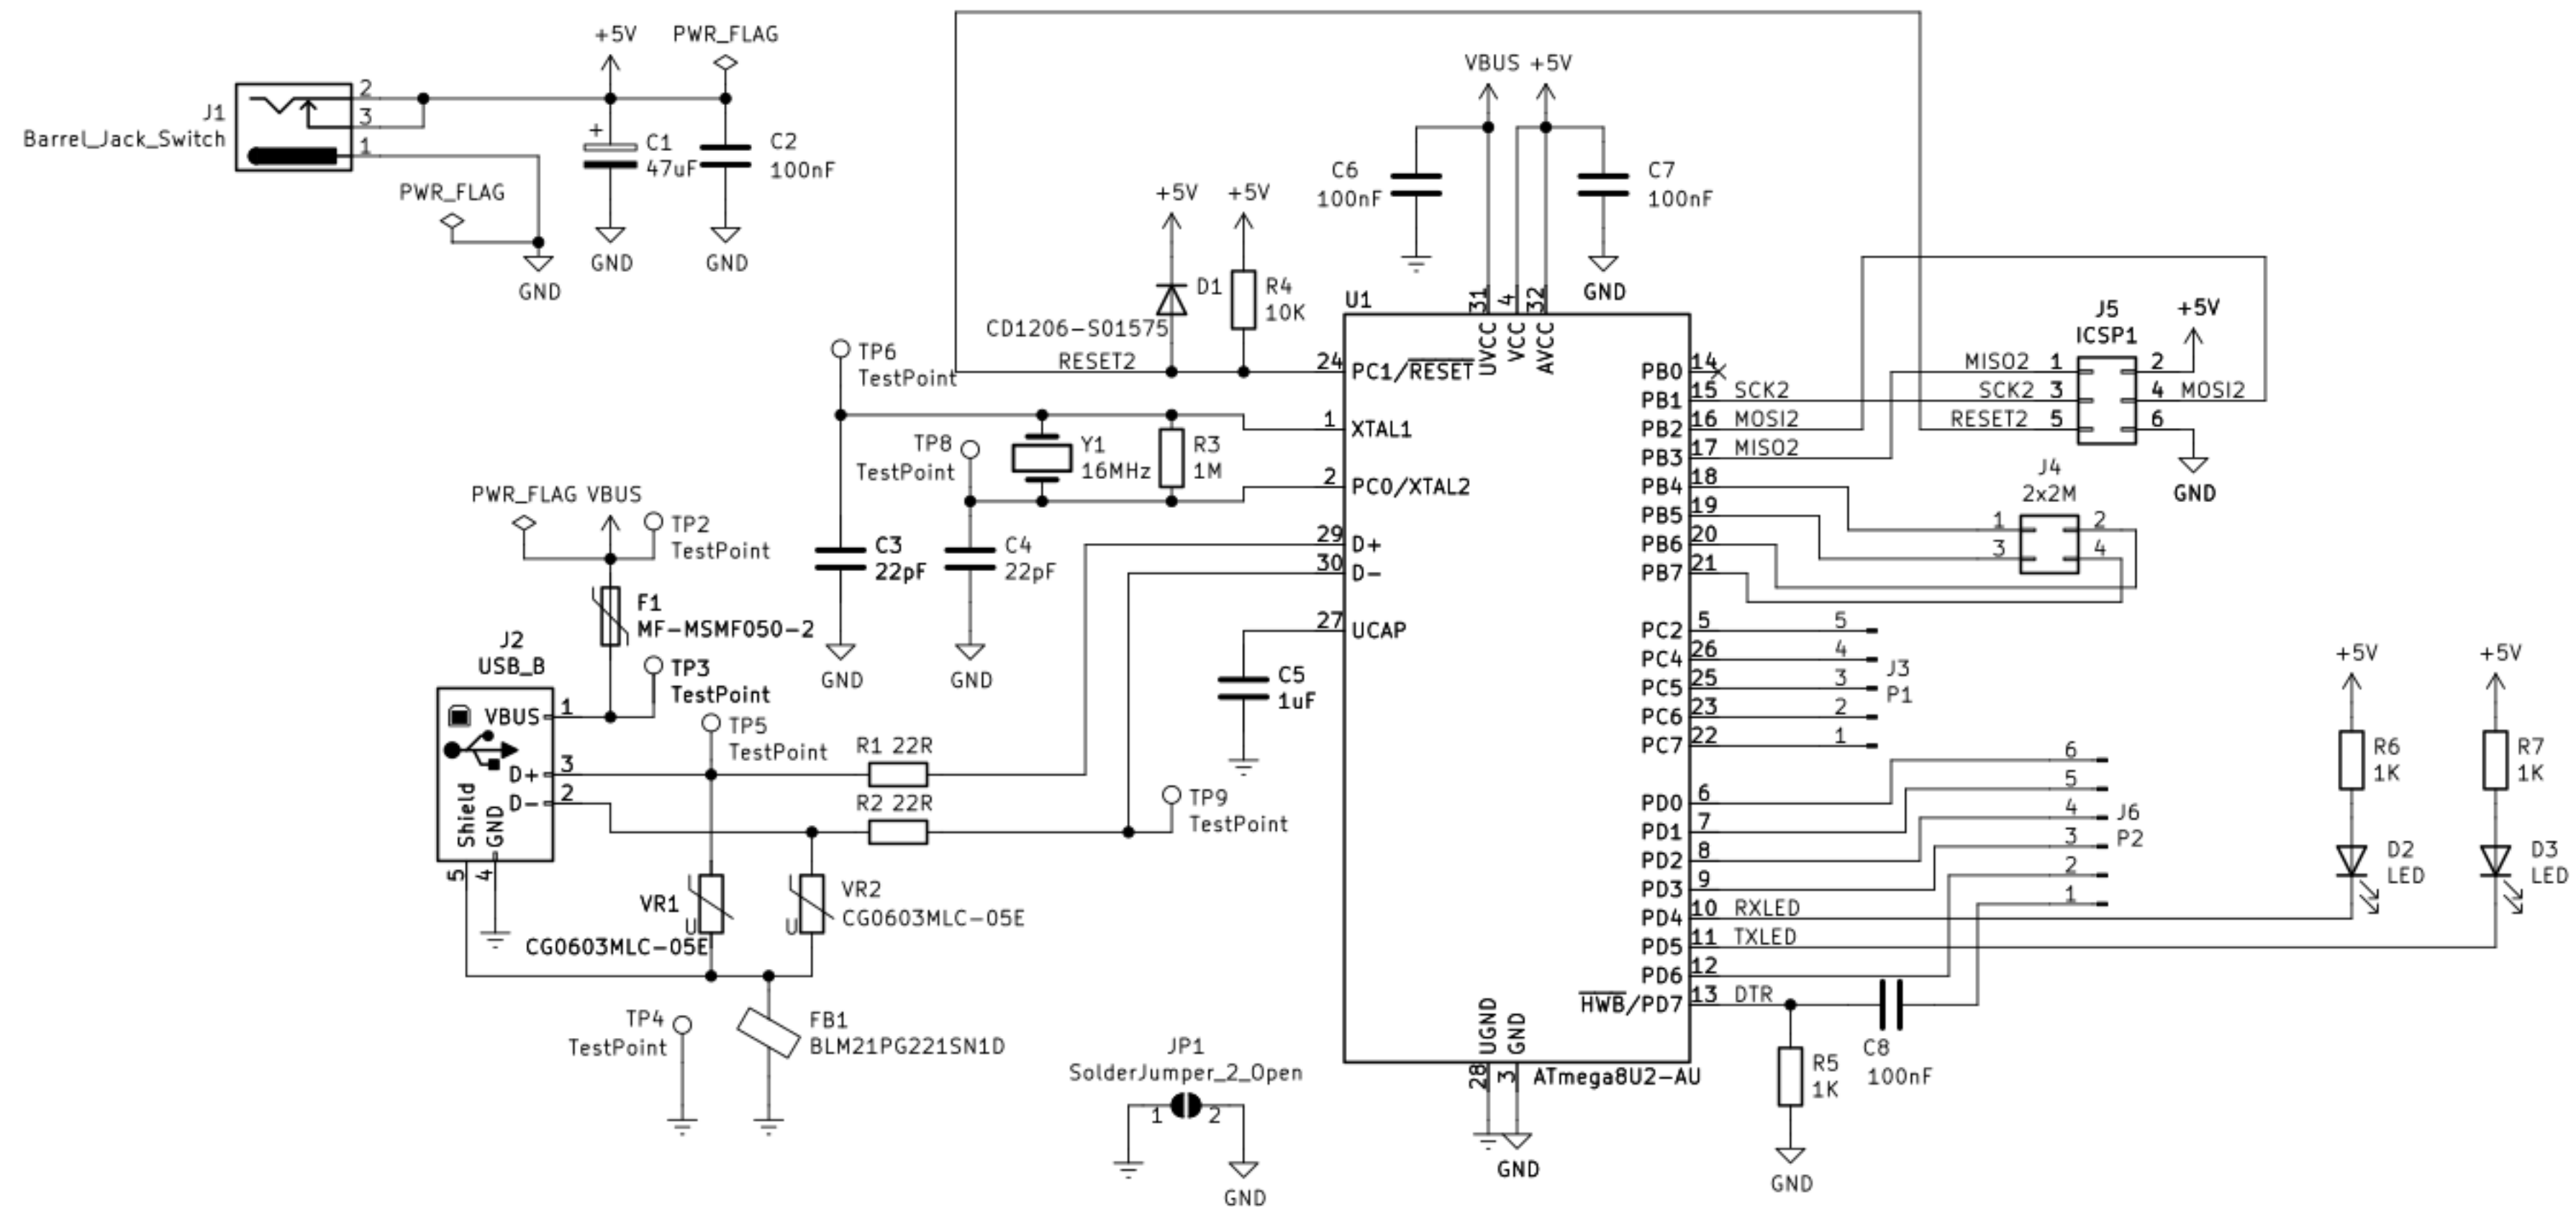 +5V
PWR_FLAG
J1
Barrel_Jack_Switch
2
3
1
+
C1
47uF
C2
100nF
PWR_FLAG
GND
GND
GND
VBUS
+5V
C6
100nF
C7
100nF
GND
+5V
+5V
D1
CD1206-S01575
R4
10K
RESET2
TP6
TestPoint
TP8
TestPoint
Y1
16MHz
R3
1M
C3
22pF
C4
22pF
GND
GND
C5
1uF
U1
31
4
32
UVCC
VCC
AVCC
24
PC1/RESET
1
XTAL1
2
PC0/XTAL2
29
D+
30
D-
27
UCAP
PB0
14
PB1
15
SCK2
PB2
16
MOSI2
PB3
17
MISO2
PB4
18
PB5
19
PB6
20
PB7
21
PC2
5
PC4
26
PC5
25
PC6
23
PC7
22
PD0
6
PD1
7
PD2
8
PD3
9
PD4
10
RXLED
PD5
11
TXLED
PD6
12
HWB/PD7
13
DTR
UGND
GND
28
3
ATmega8U2-AU
GND
J5
ICSP1
+5V
MISO2
1
2
SCK2
3
4
MOSI2
RESET2
5
6
GND
J4
2x2M
1
2
3
4
5
4
3
2
1
J3
P1
6
5
4
3
2
1
J6
P2
+5V
+5V
R6
1K
R7
1K
D2
LED
D3
LED
C8
100nF
R5
1K
GND
PWR_FLAG
VBUS
TP2
TestPoint
F1
MF-MSMF050-2
J2
USB_B
TP3
TestPoint
VBUS
1
D+
3
D-
2
Shield
GND
5
4
TP5
TestPoint
R1 22R
R2 22R
TP9
TestPoint
VR1
U
CG0603MLC-05E
VR2
U
CG0603MLC-05E
TP4
TestPoint
FB1
BLM21PG221SN1D
JP1
SolderJumper_2_Open
1
2
GND